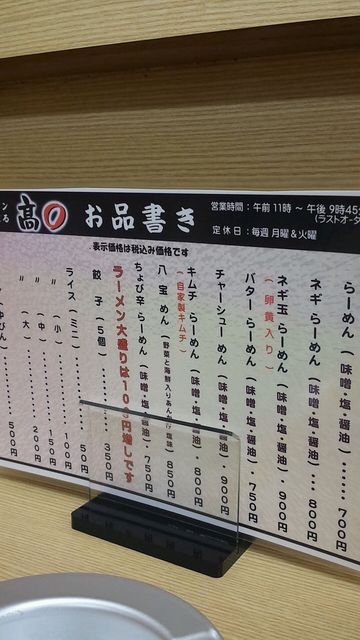 髙
お品書き
営業時間：午前11時～午後9時45分
(ラストオーダ
定休日：毎週 月曜＆火曜
表示価格は税込み価格です
らーめん(味噌・塩・醤油)……700円
ネギらーめん(味噌・塩・醤油)…800円
ネギ玉らーめん(味噌・塩・醤油)・900円
(卵黄入り)
バターらーめん(味噌・塩・醤油)・750円
チャーシューめん(味噌・塩・醤油)・900円
キムチらーめん(味噌・塩・醤油)・800円
(自家製キムチ)
八宝めん(野菜と海鮮入りあんかけ塩味)850円
ちょび辛らーめん(味噌・塩・醤油)750円
ラーメン大盛りは100円増しです
餃子(5個)………350円
ライス(ミニ)………50円
〃(小)………100円
〃(中)………150円
〃(大)………200円
500円